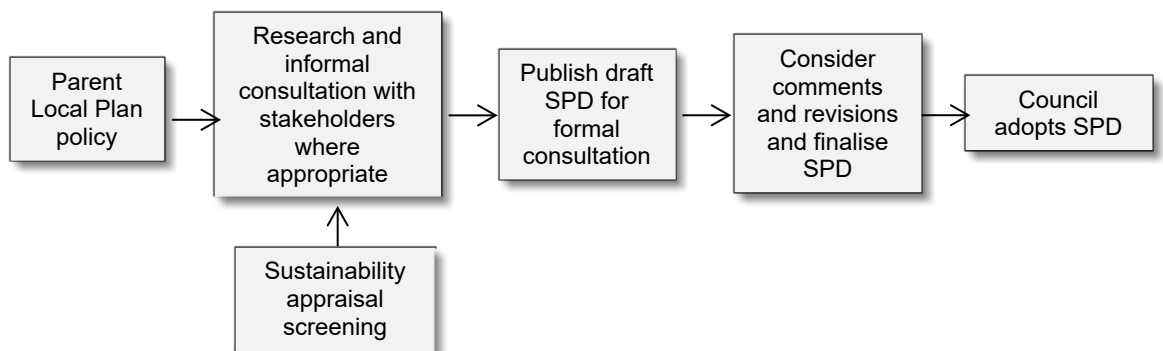 Parent
Local Plan
policy
Research and
informal
consultation with
stakeholders
where
appropriate
Publish draft
SPD for
formal
consultation
Consider
comments
and revisions
and finalise
SPD
Council
adopts SPD
Sustainability
appraisal
screening